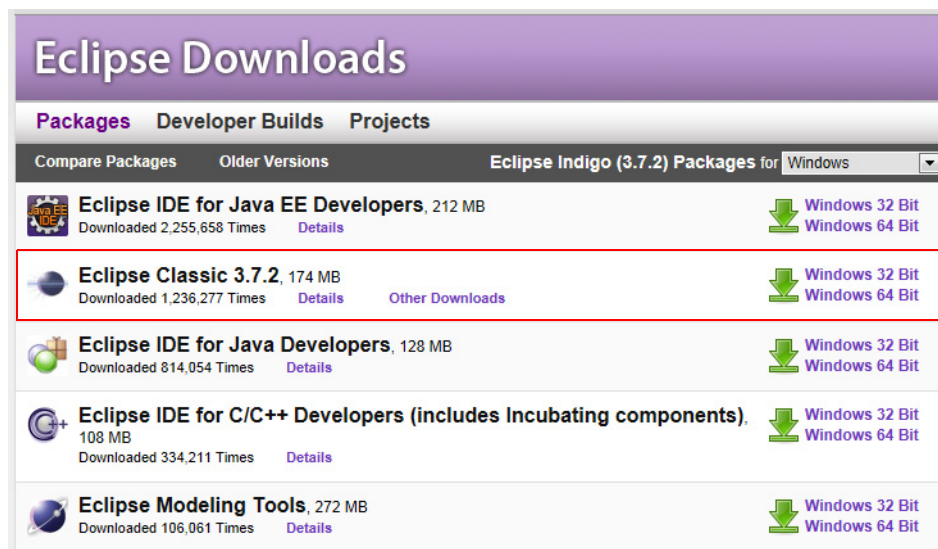 Eclipse Downloads
Packages Developer Builds Projects
Compare Packages Older Versions Eclipse Indigo (3.7.2) Packages for Windows
Java EE
IDE
Eclipse IDE for Java EE Developers, 212 MB
Downloaded 2,255,658 Times Details
Windows 32 Bit
Windows 64 Bit
Eclipse Classic 3.7.2, 174 MB
Downloaded 1,236,277 Times Details Other Downloads
Windows 32 Bit
Windows 64 Bit
Eclipse IDE for Java Developers, 128 MB
Downloaded 814,054 Times Details
Windows 32 Bit
Windows 64 Bit
C++
Eclipse IDE for C/C++ Developers (includes Incubating components),
108 MB
Downloaded 334,211 Times Details
Windows 32 Bit
Windows 64 Bit
Eclipse Modeling Tools, 272 MB
Downloaded 106,061 Times Details
Windows 32 Bit
Windows 64 Bit